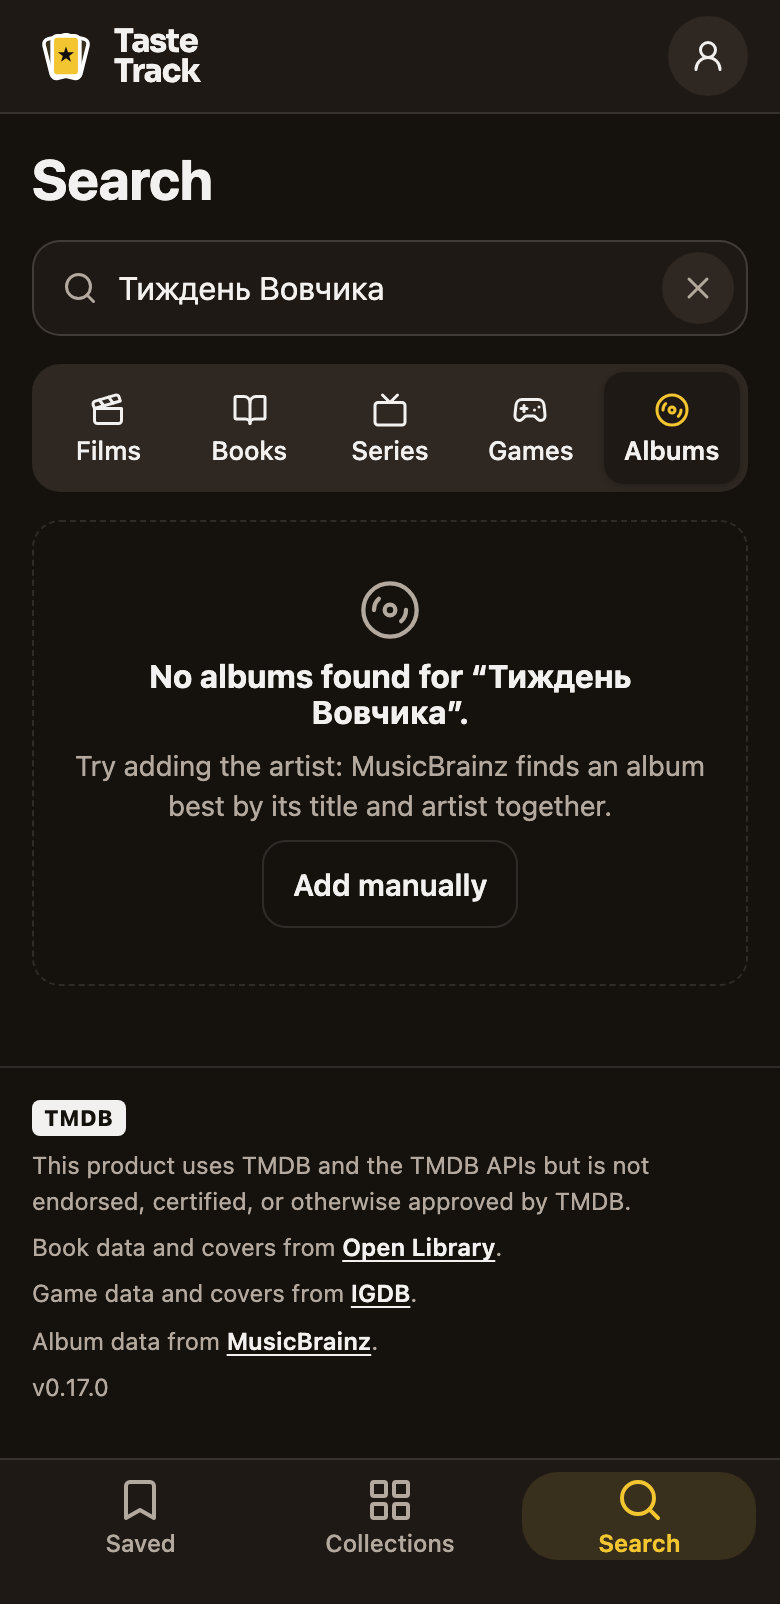 Taste
Track
Search
Тиждень Вовчика
Films
Books
Series
Games
Albums
No albums found for “Тиждень
Вовчика”.
Try adding the artist: MusicBrainz finds an album
best by its title and artist together.
Add manually
TMDB
This product uses TMDB and the TMDB APIs but is not
endorsed, certified, or otherwise approved by TMDB.
Book data and covers from Open Library.
Game data and covers from IGDB.
Album data from MusicBrainz.
v0.17.0
Saved
Collections
Search